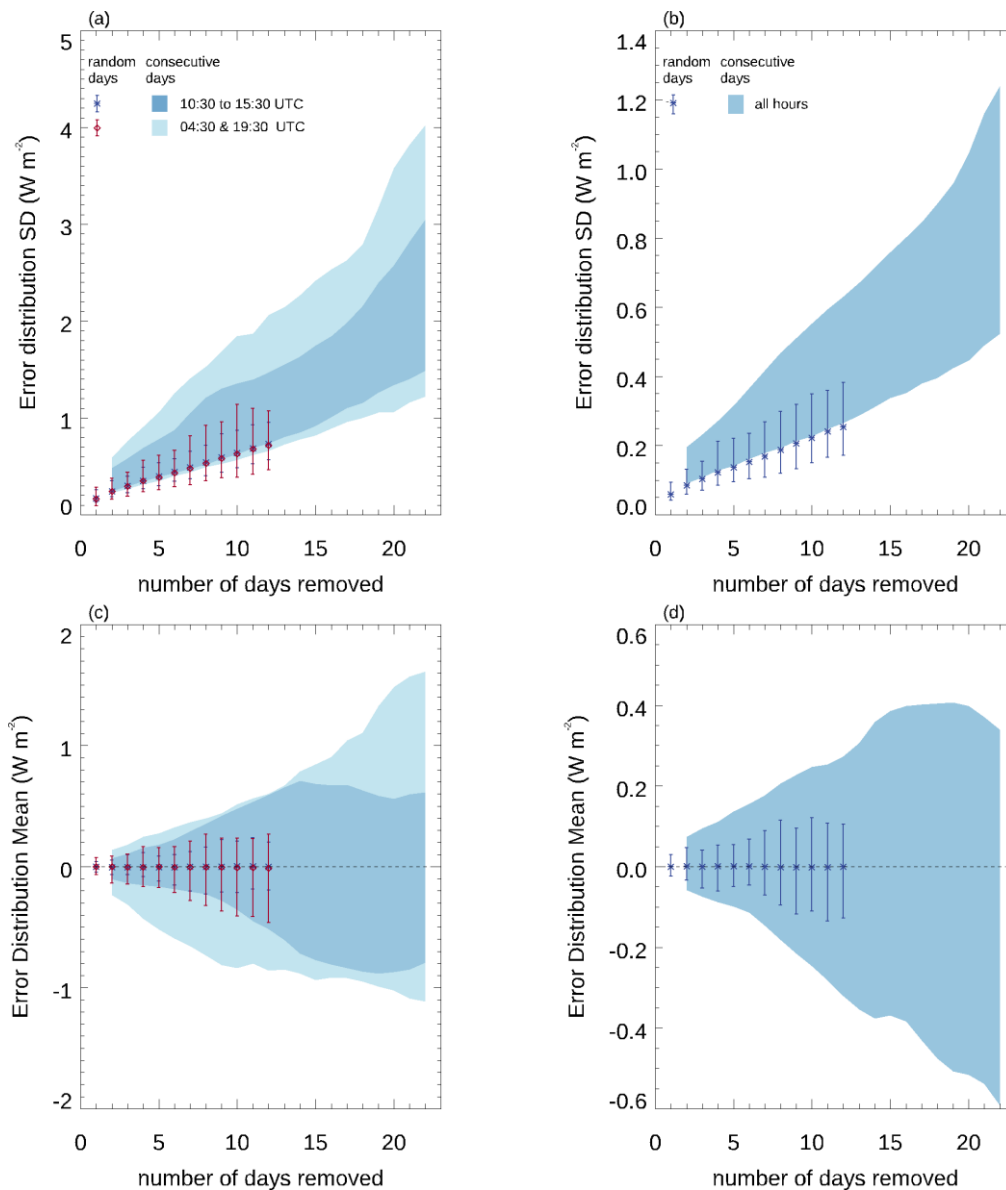 (a)
5
4
3
2
1
0
Error distribution SD (W m-2)
random days
consecutive days
10:30 to 15:30 UTC
04:30 & 19:30 UTC
0 5 10 15 20
number of days removed
(b)
1.4
1.2
1.0
0.8
0.6
0.4
0.2
0.0
Error distribution SD (W m-2)
random days
consecutive days
all hours
0 5 10 15 20
number of days removed
(c)
2
1
0
-1
-2
Error Distribution Mean (W m-2)
0 5 10 15 20
number of days removed
(d)
0.6
0.4
0.2
0.0
-0.2
-0.4
-0.6
Error Distribution Mean (W m-2)
0 5 10 15 20
number of days removed